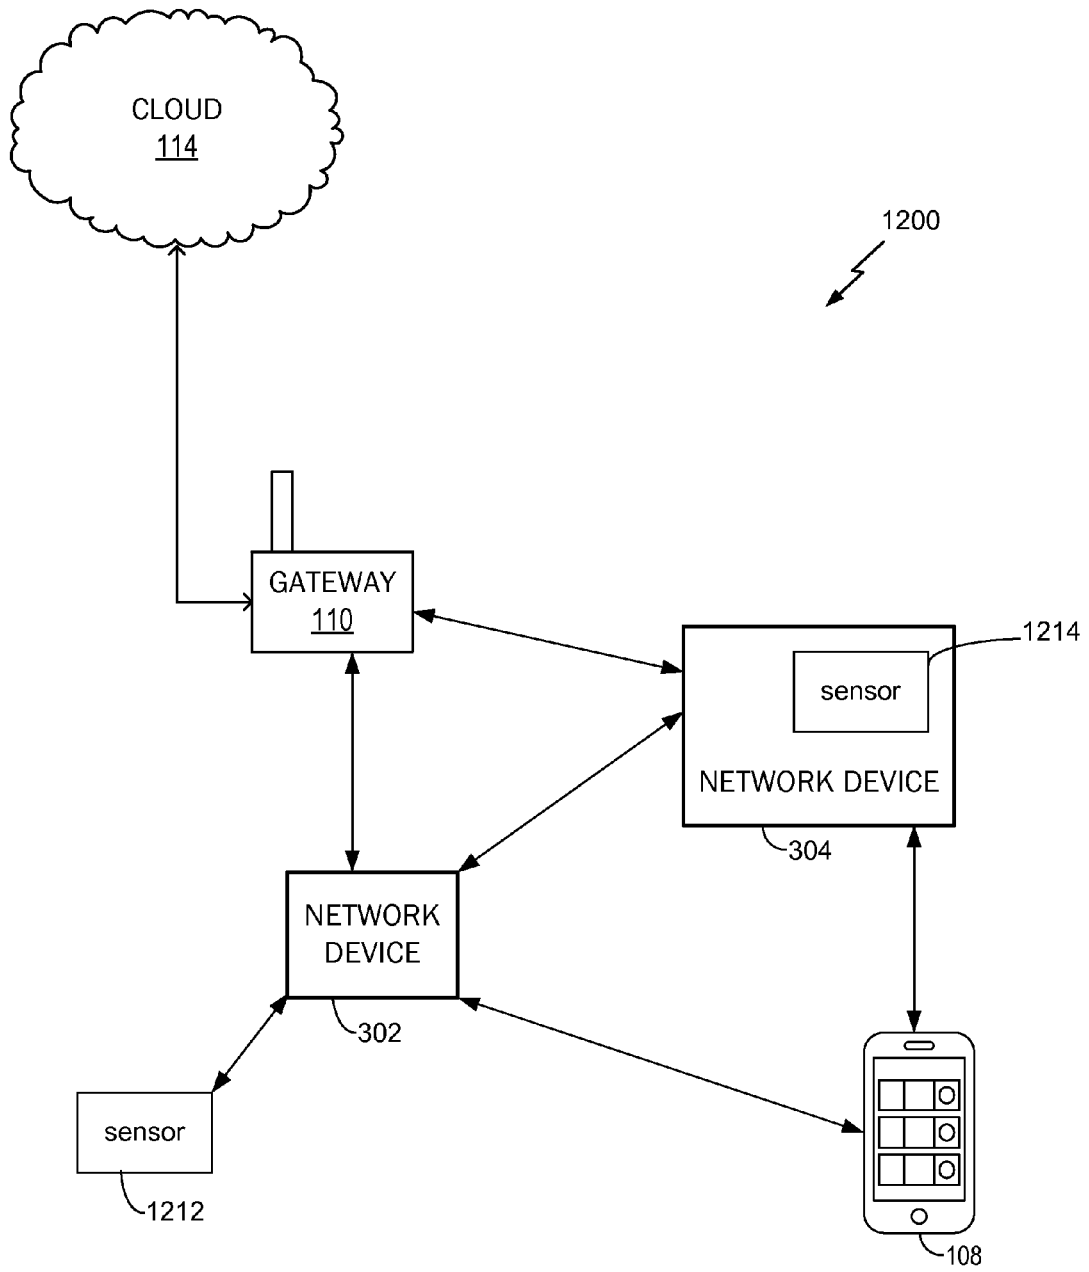 CLOUD
114
1200
GATEWAY
110
1214
sensor
NETWORK DEVICE
304
NETWORK
DEVICE
302
sensor
1212
108